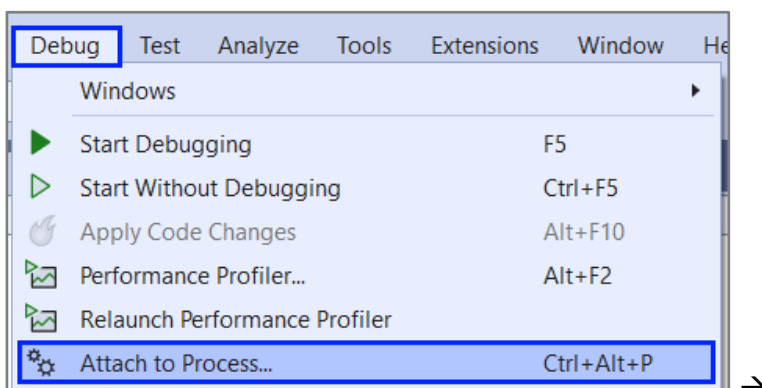 Debug Test Analyze Tools Extensions Window He
Windows
Start Debugging F5
Start Without Debugging Ctrl+F5
Apply Code Changes Alt+F10
Performance Profiler... Alt+F2
Relaunch Performance Profiler
Attach to Process... Ctrl+Alt+P